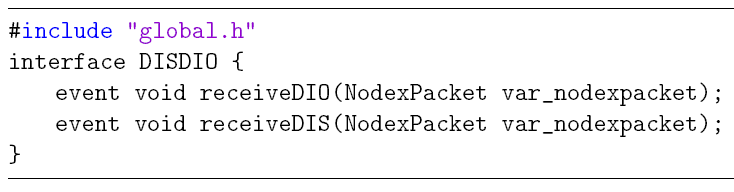 #include "global.h"
interface DISDIO {
event void receiveDIO(NodexPacket var_nodexpacket);
event void receiveDIS(NodexPacket var_nodexpacket);
}